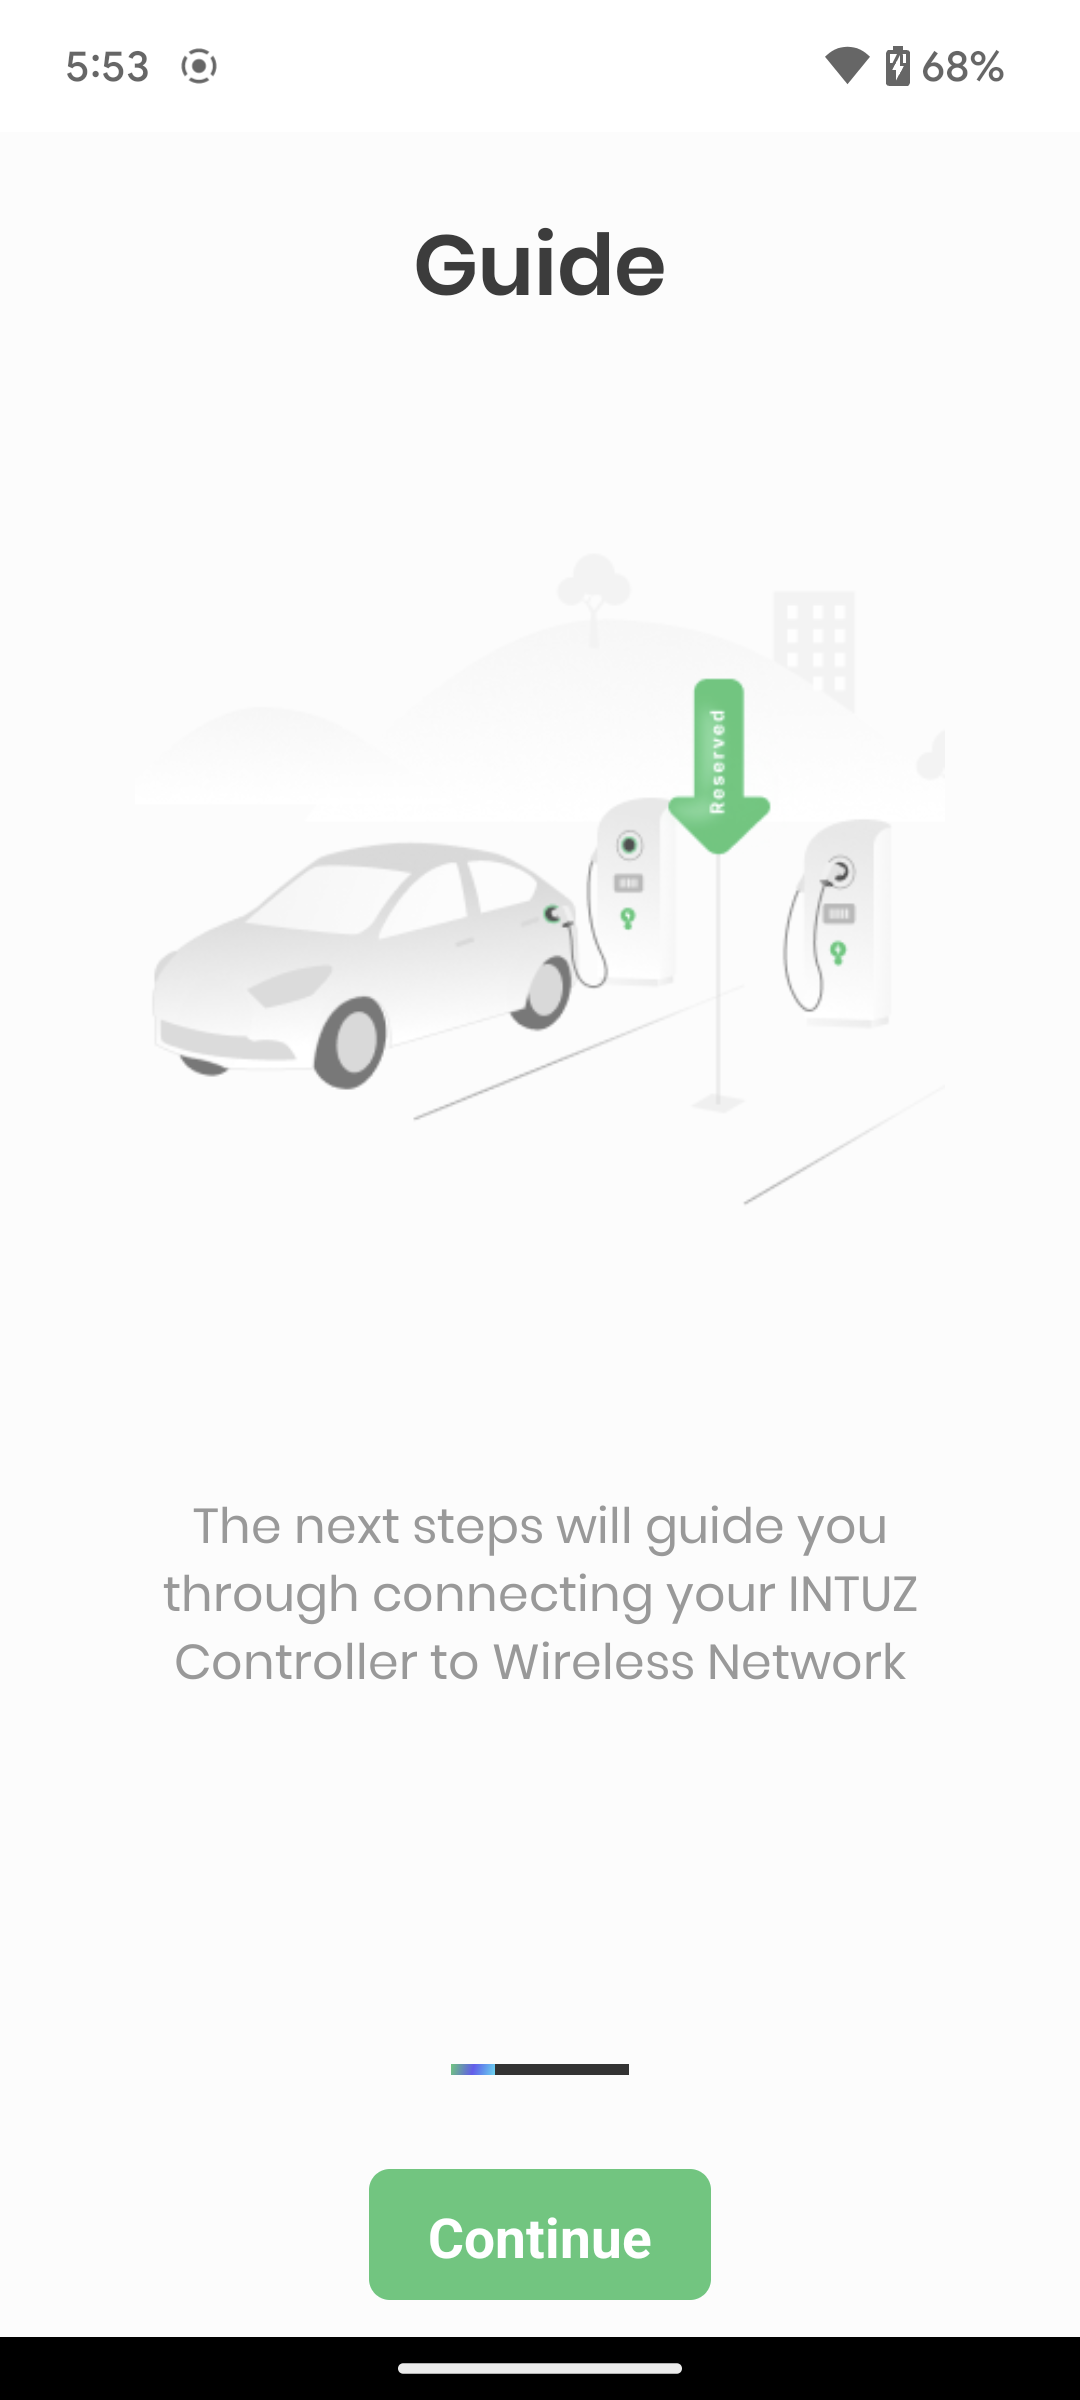 5:53
68%
Guide
Reserved
The next steps will guide you
through connecting your INTUZ
Controller to Wireless Network
Continue